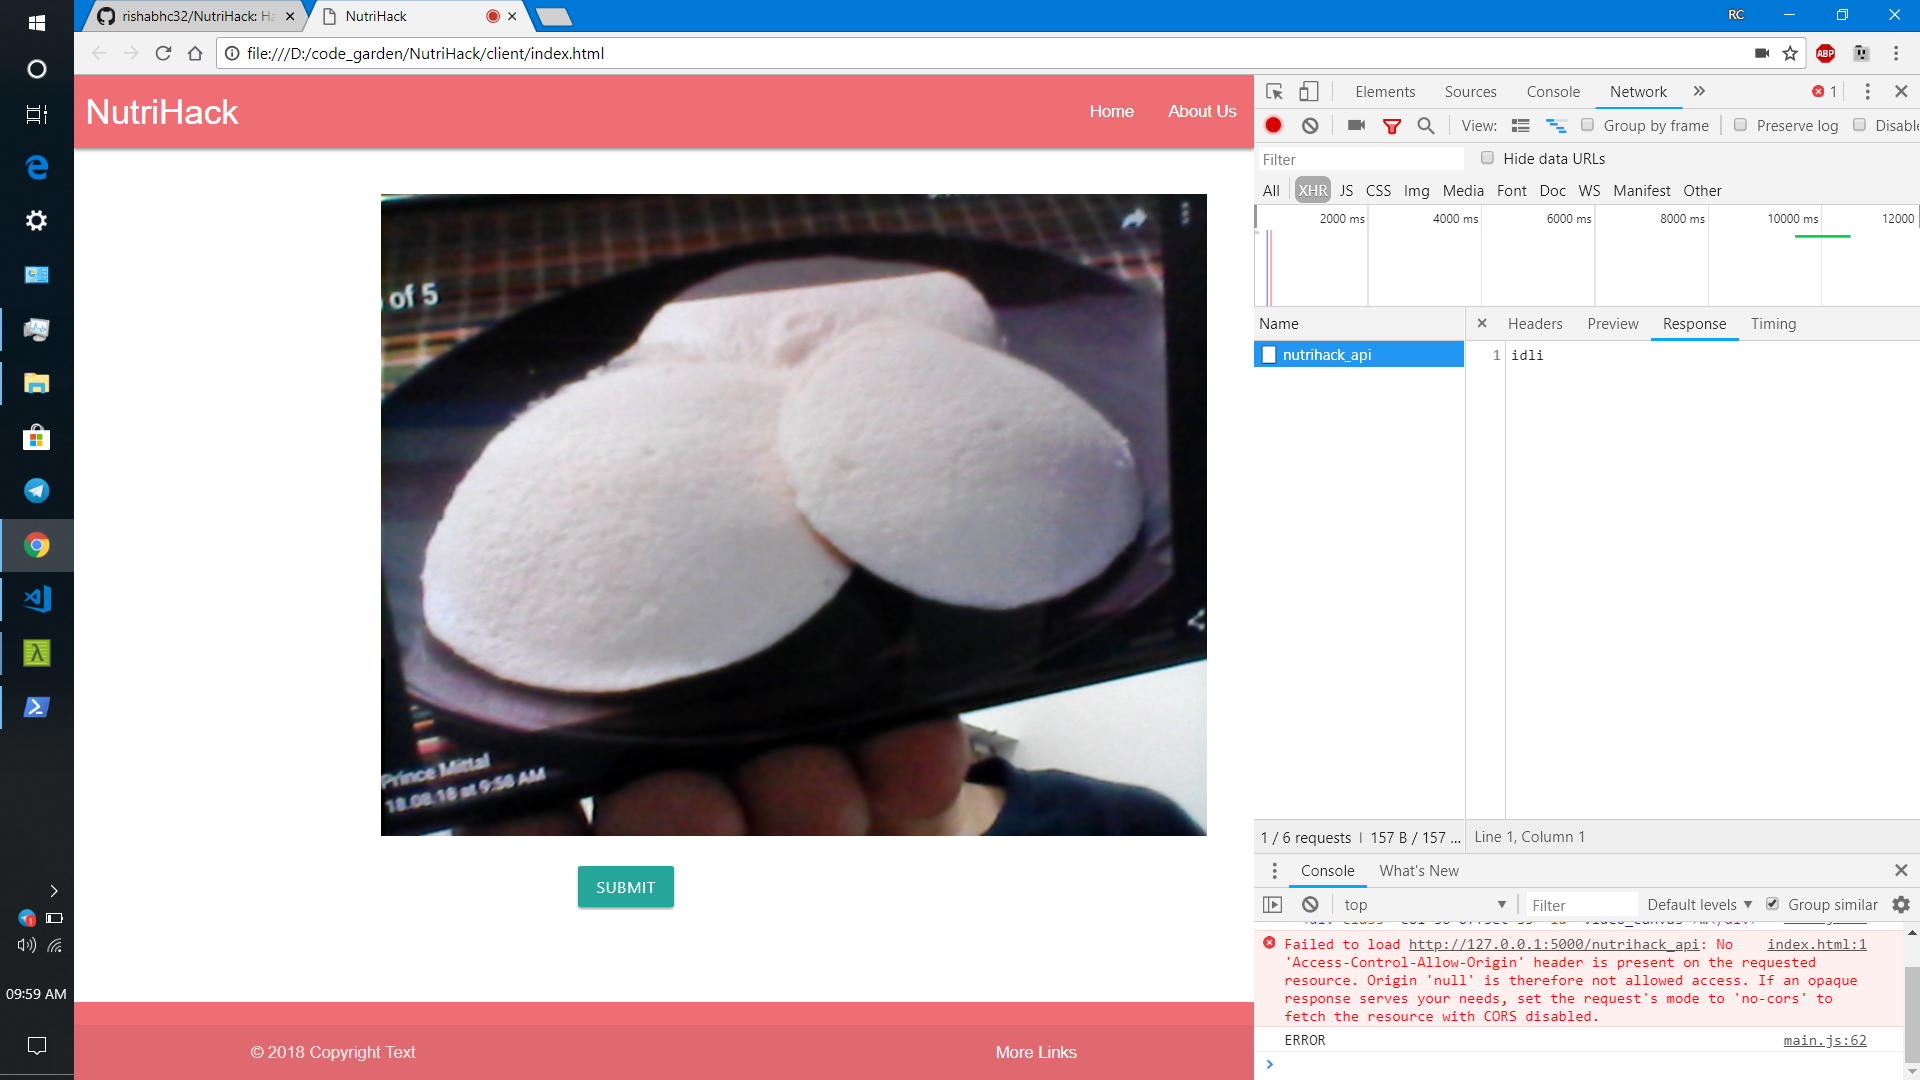 rishabhc32/NutriHack: Ha
NutriHack
RC
file:///D:/code_garden/NutriHack/client/index.html
ABP
NutriHack
Home
About Us
of 5
Prince Mittal
18.08.18 at 9:58 AM
SUBMIT
© 2018 Copyright Text
More Links
Elements
Sources
Console
Network
1
View:
Group by frame
Preserve log
Disabl
Filter
Hide data URLs
All
XHR
JS
CSS
Img
Media
Font
Doc
WS
Manifest
Other
2000 ms
4000 ms
6000 ms
8000 ms
10000 ms
12000
Name
Headers
Preview
Response
Timing
nutrihack_api
1 idli
1 / 6 requests | 157 B / 157 ...
Line 1, Column 1
Console
What's New
top
Filter
Default levels
Group similar
Failed to load http://127.0.0.1:5000/nutrihack_api: No index.html:1
'Access-Control-Allow-Origin' header is present on the requested
resource. Origin 'null' is therefore not allowed access. If an opaque
response serves your needs, set the request's mode to 'no-cors' to
fetch the resource with CORS disabled.
ERROR main.js:62
09:59 AM